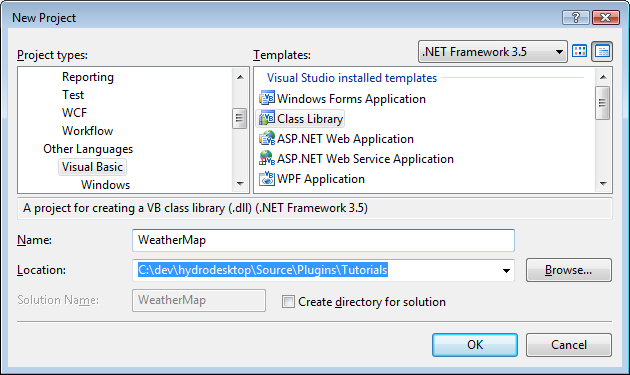 New Project
Project types:
Templates:
.NET Framework 3.5
Reporting
Test
WCF
Workflow
Other Languages
Visual Basic
Windows
Visual Studio installed templates
Windows Forms Application
Class Library
ASP.NET Web Application
ASP.NET Web Service Application
WPF Application
A project for creating a VB class library (.dll) (.NET Framework 3.5)
Name:
WeatherMap
Location:
C:\dev\hydrodesktop\Source\Plugins\Tutorials
Browse...
Solution Name:
WeatherMap
Create directory for solution
OK
Cancel